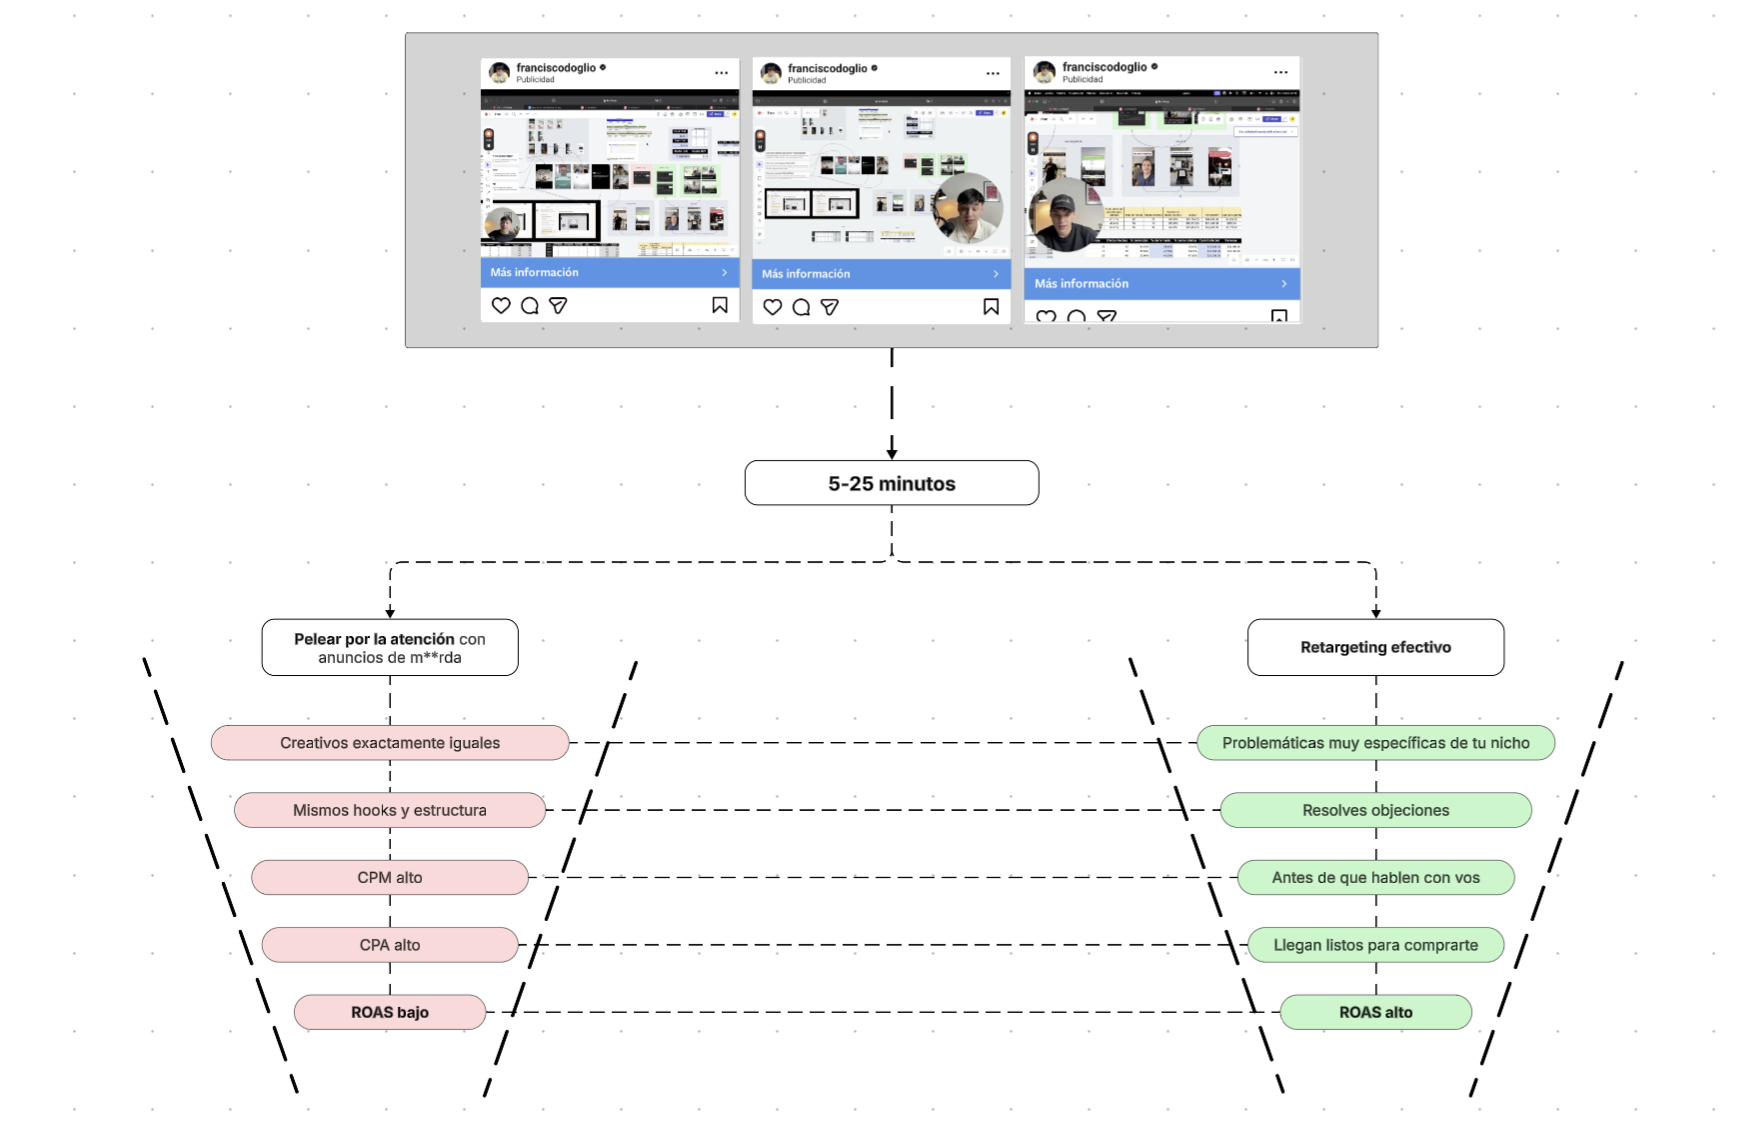 franciscodoglio
Publicidad
Más información
franciscodoglio
Publicidad
Más información
franciscodoglio
Publicidad
Más información
5-25 minutos
Pelear por la atención con
anuncios de m**rda
Retargeting efectivo
Creativos exactamente iguales
Problemáticas muy específicas de tu nicho
Mismos hooks y estructura
Resolves objeciones
CPM alto
Antes de que hablen con vos
CPA alto
Llegan listos para comprarte
ROAS bajo
ROAS alto